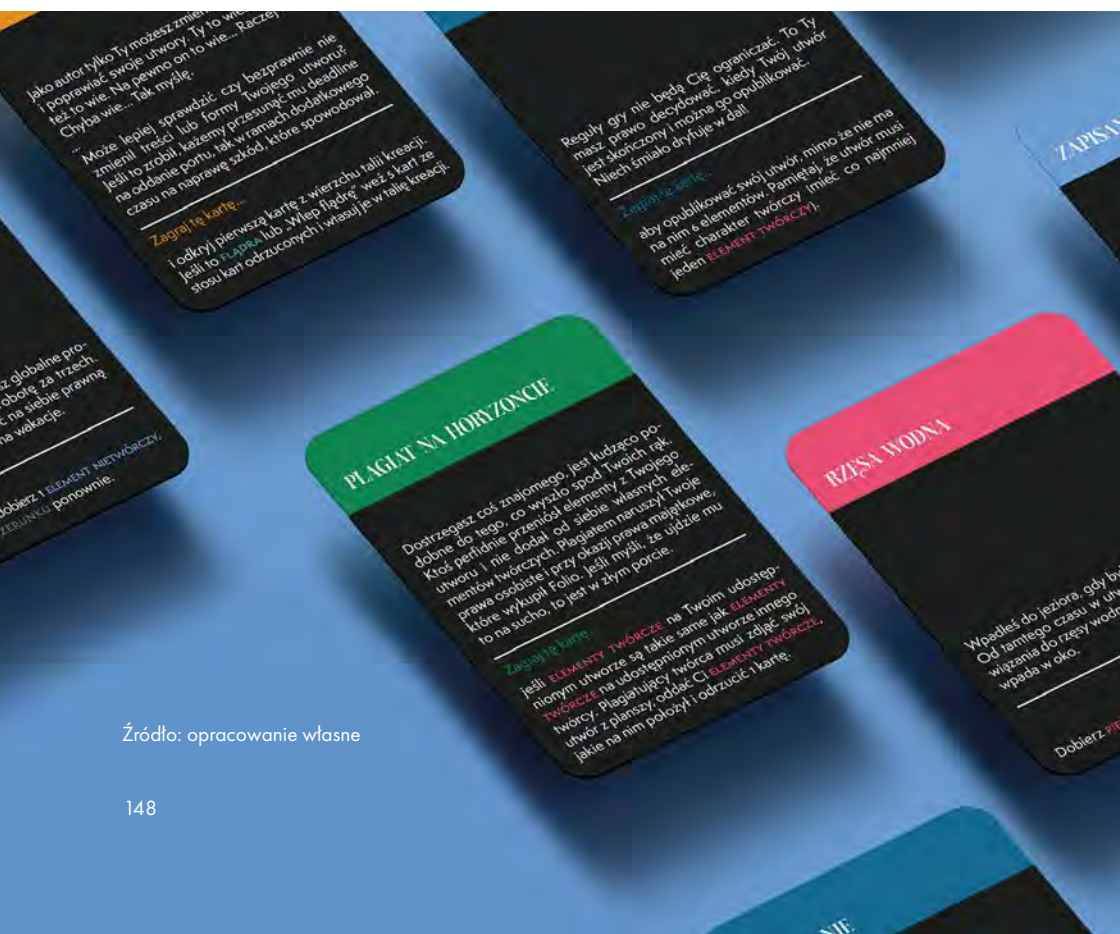 Jako autor tylko Ty możesz
i poprawiać swoje utwory. Ty to
też to wie. Na pewno on to wie... Raczej
Chyba wie... Tak myślę.
...
Może lepiej sprawdzić czy bezprawnie nie
zmienił treści lub formy Twojego utworu?
Jeśli to zrobił, każemy przesunąć mu deadline
na oddanie portu, tak w ramach dodatkowego
czasu na naprawę szkód, które spowodował.
Zagraj tę kartę...
i odkryj pierwszą kartę z wierzchu talii kreacji.
Jeśli to FLĄDRA lub „Wlep flądrę” weź 5 kart ze
stosu kart odrzuconych i wtasuj je w talię kreacji.
Reguły gry nie będą Cię ograniczać. To Ty
masz prawo decydować, kiedy Twój utwór
jest skończony i można go opublikować.
Niech śmiało dryfuje w dal!
Zagraj tę kartę...
aby opublikować swój utwór, mimo że nie ma
na nim 6 elementów. Pamiętaj, że utwór musi
mieć charakter twórczy (mieć co najmniej
jeden ELEMENT TWÓRCZY).
globalne pro-
za trzech.
na siebie prawną
na wakacje.
dobierz 1 ELEMENT NIETWÓRCZY,
ponownie.
PLAGIAT NA HORYZONCIE
Dostrzegasz coś znajomego, jest łudząco po-
dobne do tego, co wyszło spod Twoich rąk.
Ktoś perfidnie przeniósł elementy z Twojego
utworu i nie dodał od siebie własnych ele-
mentów twórczych. Plagiatem naruszył Twoje
prawa osobiste i przy okazji prawa majątkowe,
które wykupił Folio. Jeśli myśli, że ujdzie mu
to na sucho, to jest w złym porcie.
Zagraj tę kartę...
jeśli ELEMENTY TWÓRCZE na Twoim udostęp-
nionym utworze są takie same jak ELEMENTY
TWÓRCZE na udostępnionym utworze innego
twórcy. Plagiatujący twórca musi zdjąć swój
utwór z planszy, oddać Ci ELEMENTY TWÓRCZE,
jakie na nim położył i odrzucić 1 kartę.
RZĘSA WODNA
Wpadłeś do jeziora, gdy
Od tamtego czasu w
wiązania do rzęsy
wpada w oko.
Dobierz
Źródło: opracowanie własne
148